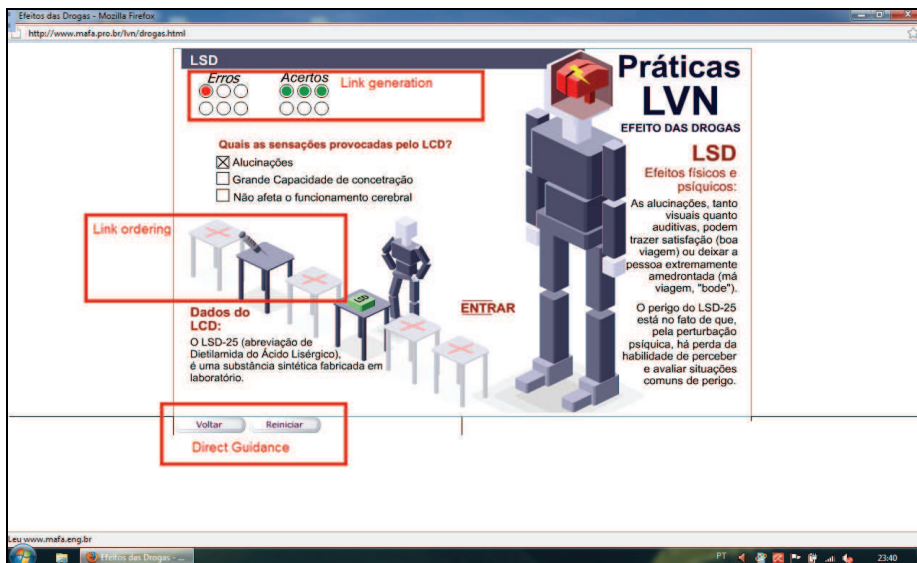 Efeitos das Drogas - Mozilla Firefox
http://www.mafa.pro.br/lvn/drogas.html
LSD
Erros
Acertos
Link generation
Quais as sensações provocadas pelo LCD?
Alucinações
Grande Capacidade de concetração
Não afeta o funcionamento cerebral
Link ordering
LSD
ENTRAR
Dados do
LCD:
O LSD-25 (abreviação de
Dietilamida do Ácido Lisérgico),
é uma substância sintética fabricada em
laboratório.
Práticas
LVN
EFEITO DAS DROGAS
LSD
Efeitos físicos e
psíquicos:
As alucinações, tanto
visuais quanto
auditivas, podem
trazer satisfação (boa
viagem) ou deixar a
pessoa extremamente
amedrontada (má
viagem, "bode").
O perigo do LSD-25
está no fato de que,
pela perturbação
psíquica, há perda da
habilidade de perceber
e avaliar situações
comuns de perigo.
Voltar
Reiniciar
Direct Guidance
Leu www.mafa.eng.br
Efeitos das Drogas - ...
PT
23:40